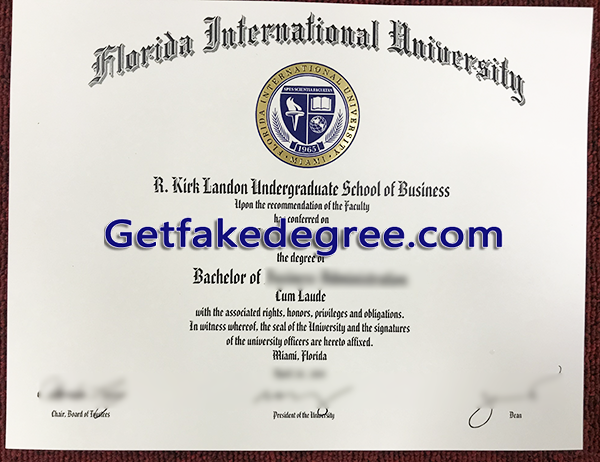 Florida International University
FLORIDA INTERNATIONAL UNIVERSITY
SPES SCIENTIA FACULTAS
1965
MIAMI
R. Kirk Landon Undergraduate School of Business
Upon the recommendation of the Faculty
has conferred on
Getfakedegree.com
the degree of
Bachelor of
Cum Laude
with the associated rights, honors, privileges and obligations.
In witness whereof, the seal of the University and the signatures
of the university officers are hereto affixed.
Miami, Florida
Chair, Board of Trustees
President of the University
Dean